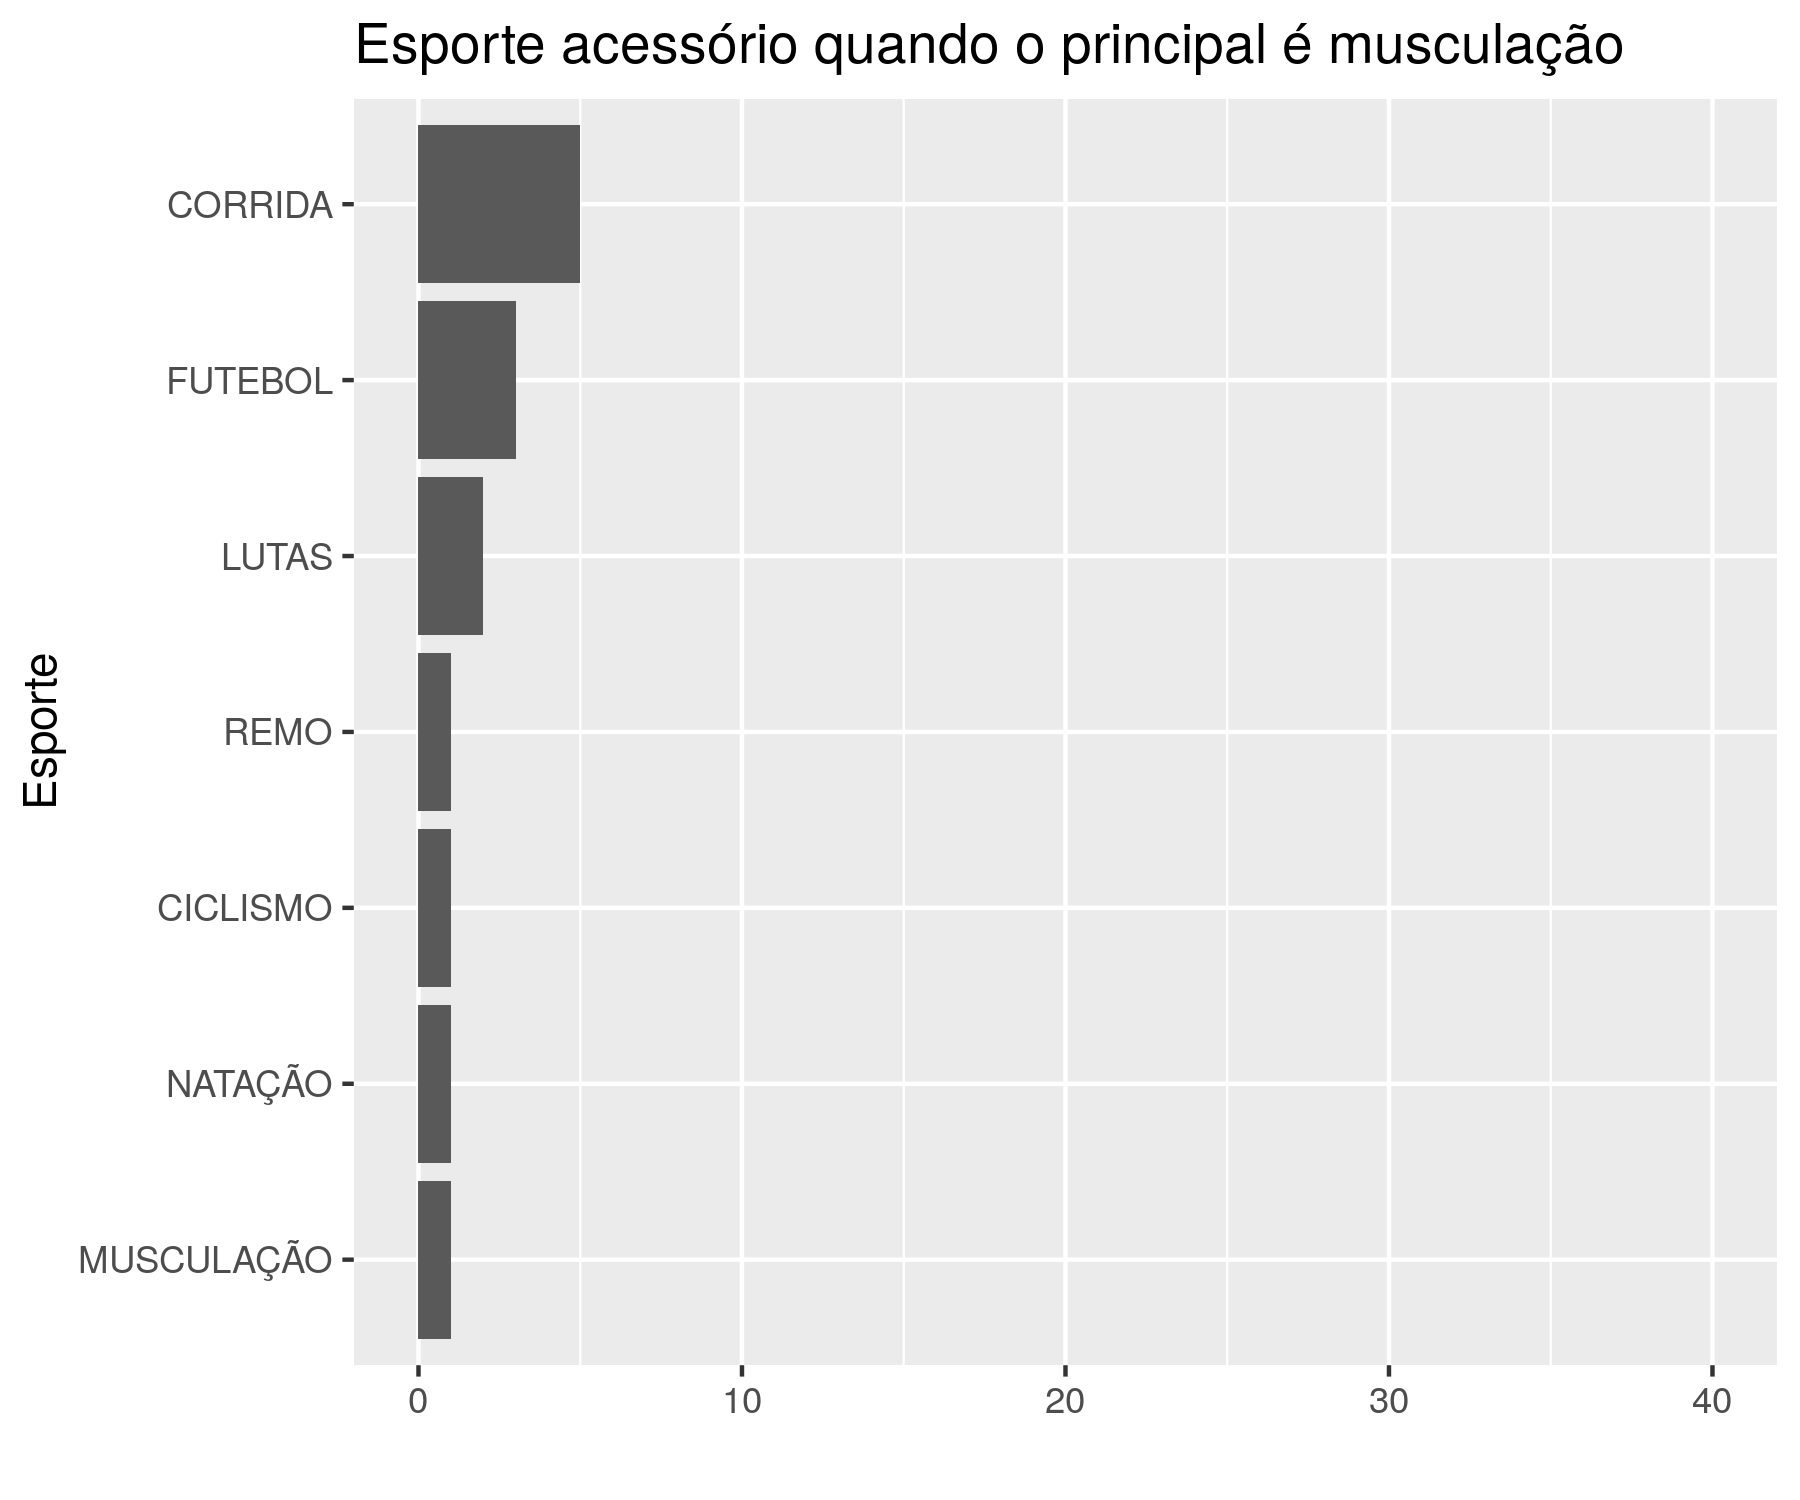 Esporte acessório quando o principal é musculação
CORRIDA
FUTEBOL
LUTAS
REMO
CICLISMO
NATAÇÃO
MUSCULAÇÃO
Esporte
0 10 20 30 40